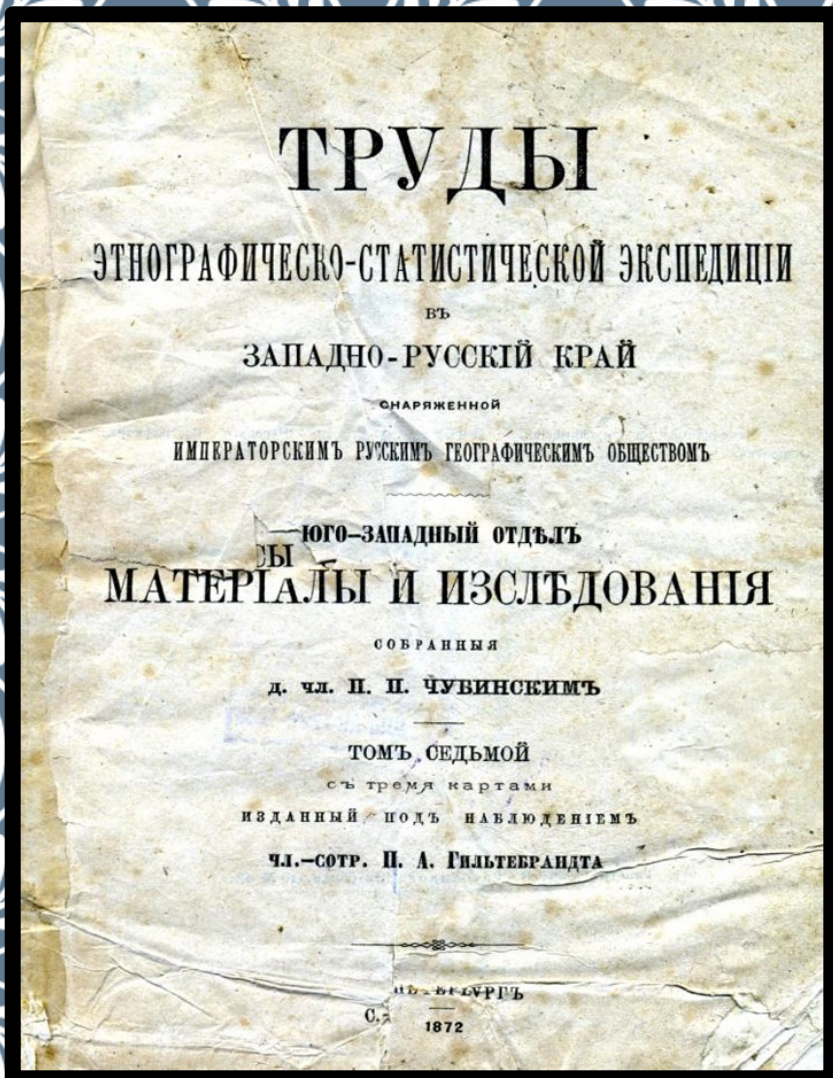 ТРУДЫ
ЭТНОГРАФИЧЕСКО-СТАТИСТИЧЕСКОЙ ЭКСПЕДИЦІИ
ВЪ
ЗАПАДНО-РУССКІЙ КРАЙ
СНАРЯЖЕННОЙ
ИМПЕРАТОРСКИМЪ РУССКИМЪ ГЕОГРАФИЧЕСКИМЪ ОБЩЕСТВОМЪ
ЮГО-ЗАПАДНЫЙ ОТДѢЛЪ
МАТЕРІАЛЫ И ИЗСЛѢДОВАНІЯ
СОБРАННЫЯ
д. чл. П. П. ЧУБИНСКИМЪ
ТОМЪ СЕДЬМОЙ
съ тремя картами
ИЗДАННЫЙ ПОДЪ НАБЛЮДЕНІЕМЪ
ЧЛ.-СОТР. П. А. ГИЛЬТЕБРАНДТА
1872